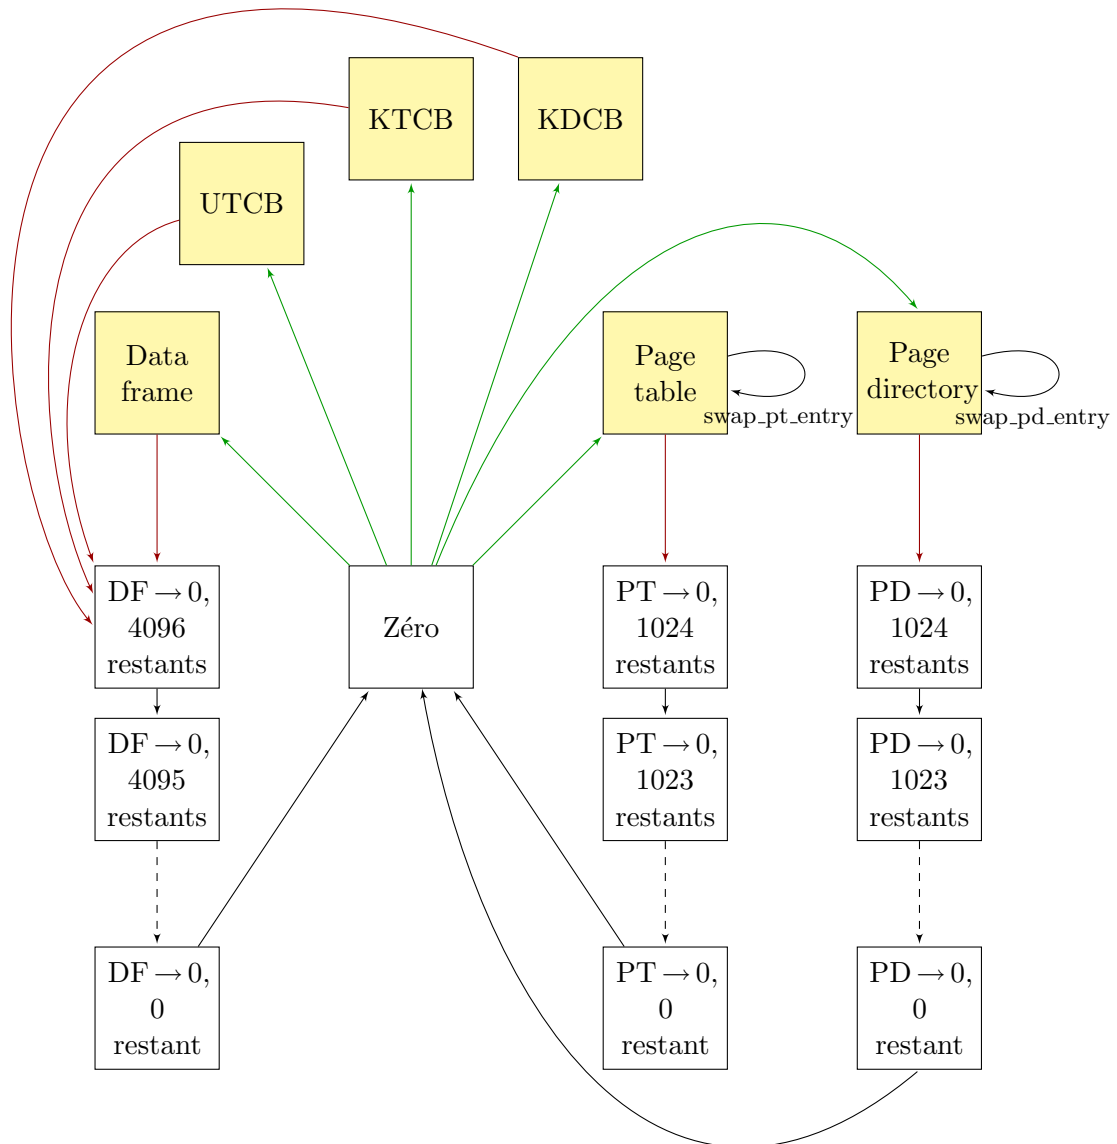 KTCB
KDCB
UTCB
Data
frame
Page
table
swap_pt_entry
Page
directory
swap_pd_entry
DF → 0,
4096
restants
Zéro
PT → 0,
1024
restants
PD → 0,
1024
restants
DF → 0,
4095
restants
PT → 0,
1023
restants
PD → 0,
1023
restants
DF → 0,
0
restant
PT → 0,
0
restant
PD → 0,
0
restant